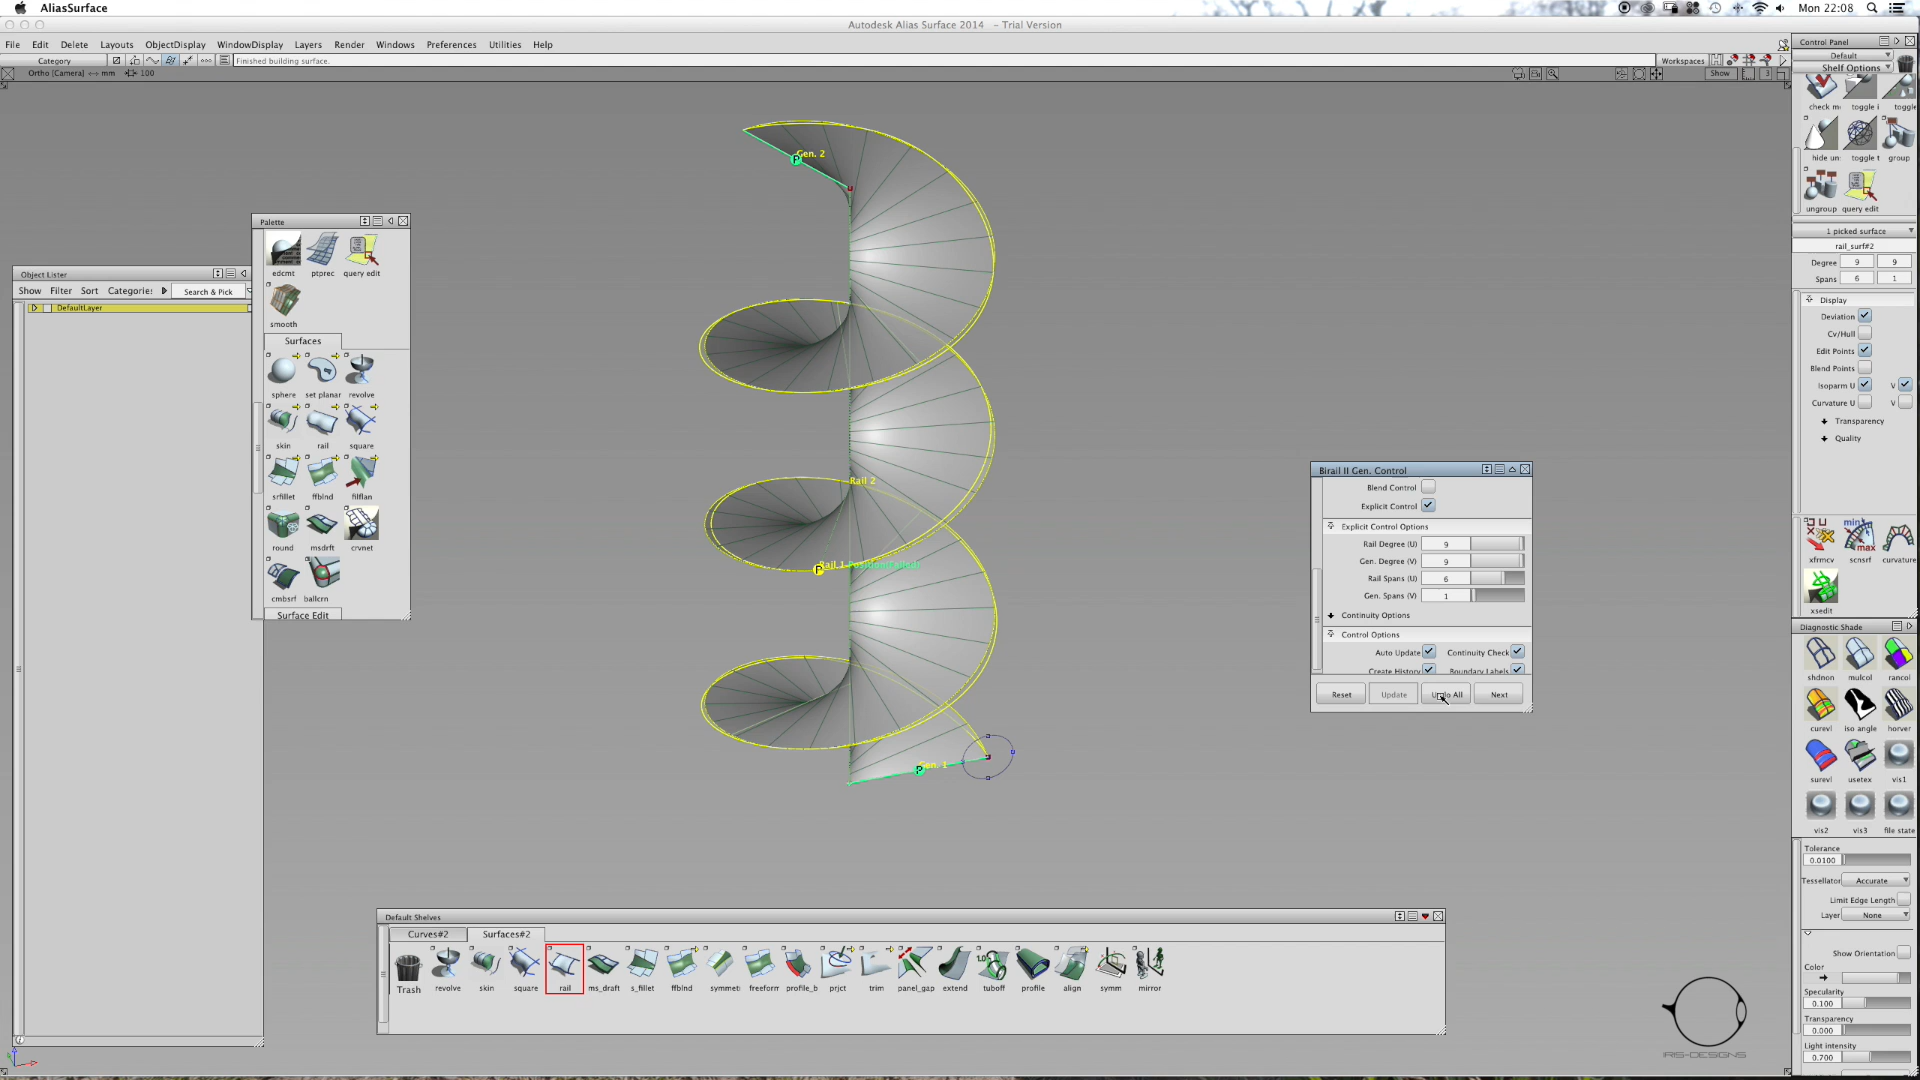 AliasSurface
Mon 22:08
Autodesk Alias Surface 2014   - Trial Version
File Edit Delete Layouts ObjectDisplay WindowDisplay Layers Render Windows Preferences Utilities Help
Category
Finished building surface.
Workspaces
Ortho [Camera] <-> mm
100
Show
3
Control Panel
Default
Shelf Options
check m
toggle i
toggle
hide un
toggle t
group
ungroup
query edit
1 picked surface
rail_surf#2
Degree 9 9
Spans 6 1
Display
Deviation
Cv/Hull
Edit Points
Blend Points
Isoparm U V
Curvature U V
Transparency
Quality
xfrmcv
scnsrf
curvature
min
max
xsedit
Diagnostic Shade
shdnon
mulcol
rancol
curevl
iso angle
horver
surevl
usetex
vis1
vis2
vis3
file state
Tolerance
0.0100
Tessellator Accurate
Limit Edge Length
Layer None
Show Orientation
Color
Specularity
0.100
Transparency
0.000
Light intensity
0.700
Palette
edcmt
ptprec
query edit
smooth
Surfaces
sphere
set planar
revolve
skin
rail
square
srfillet
ffblnd
filflan
round
msdrft
crvnet
cmbsrf
ballcrn
Surface Edit
Object Lister
Show Filter Sort Categories Search & Pick
DefaultLayer
Gen. 2
Rail 2
Rail 1 Position(Failed)
Gen. 1
P
P
P
Birail II Gen. Control
Blend Control
Explicit Control
Explicit Control Options
Rail Degree (U) 9
Gen. Degree (V) 9
Rail Spans (U) 6
Gen. Spans (V) 1
Continuity Options
Control Options
Auto Update Continuity Check
Create History Boundary Labels
Reset Update Undo All Next
Default Shelves
Curves#2 Surfaces#2
Trash
revolve
skin
square
rail
ms_draft
s_fillet
ffblnd
symmet
freeform
profile_b
prjct
trim
panel_gap
extend
1.0
tuboff
profile
align
symm
mirror
IRIS-DESIGNS